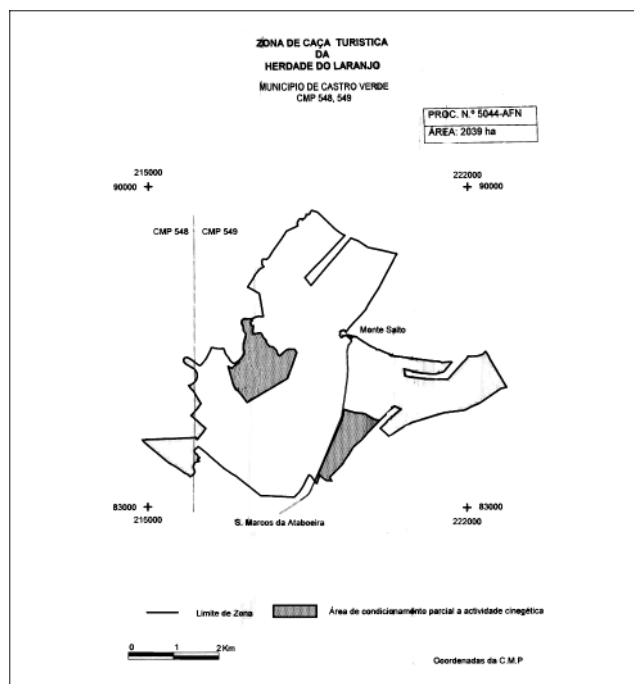 ZONA DE CAÇA TURISTICA
DA
HERDADE DO LARANJO
MUNICIPIO DE CASTRO VERDE
CMP 548, 549
PROC. N.º 5044-AFN
ÁREA: 2039 ha
215000
90000
222000
90000
CMP 548 CMP 549
Monte Salto
83000
215000
83000
222000
S. Marcos da Ataboeira
Limite de Zona
Área de condicionamento parcial a actividade cinegética
0 1 2 Km
Coordenadas da C.M.P